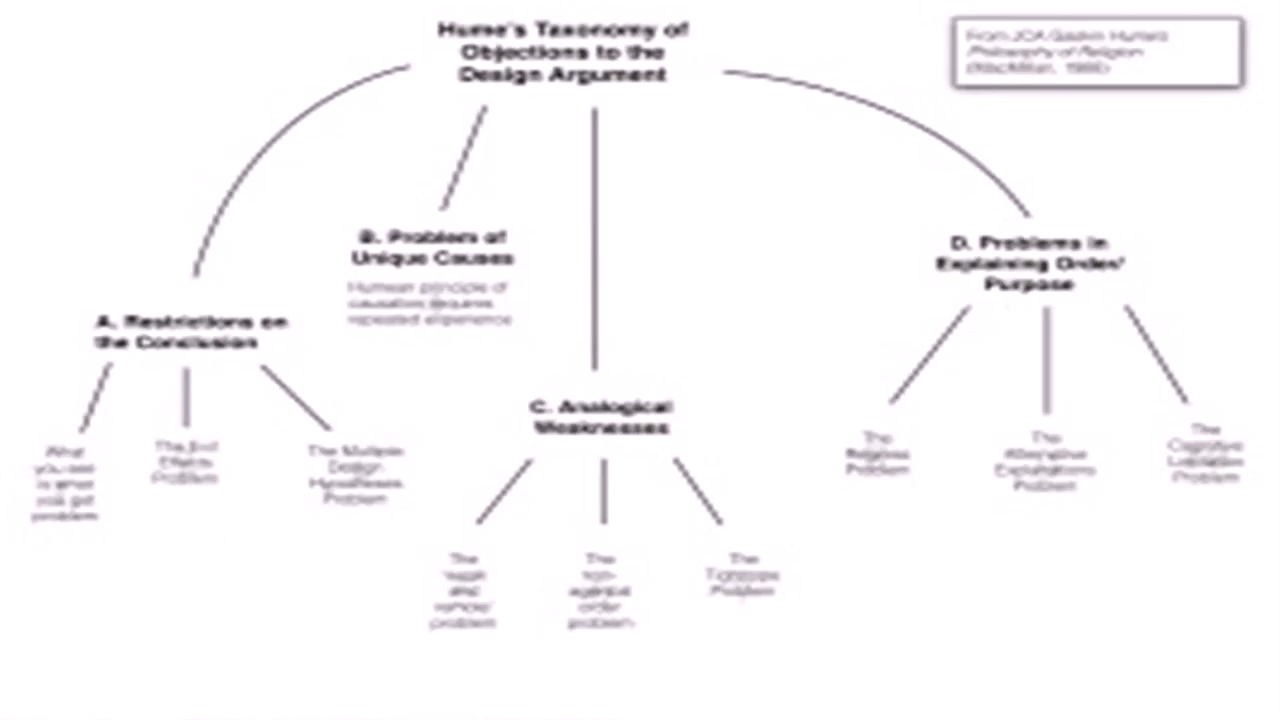 Hume's Taxonomy of
Objections to the
Design Argument
From JCA Gaskin Hume's
Philosophy of Religion
(MacMillan, 1988)
B. Problem of
Unique Causes
Humean principle of
causation requires
repeated experience
D. Problems in
Explaining Order/
Purpose
A. Restrictions on
the Conclusion
C. Analogical
Weaknesses
What
you see
is what
you get
problem
The
Effects
Problem
The Multiple
Design
Hypotheses
Problem
The
Problem
The
Alternative
Explanations
Problem
The
Cognitive
Limitation
Problem
The
'weak
and
remote'
problem
The
non-
order
problem
The
Problem